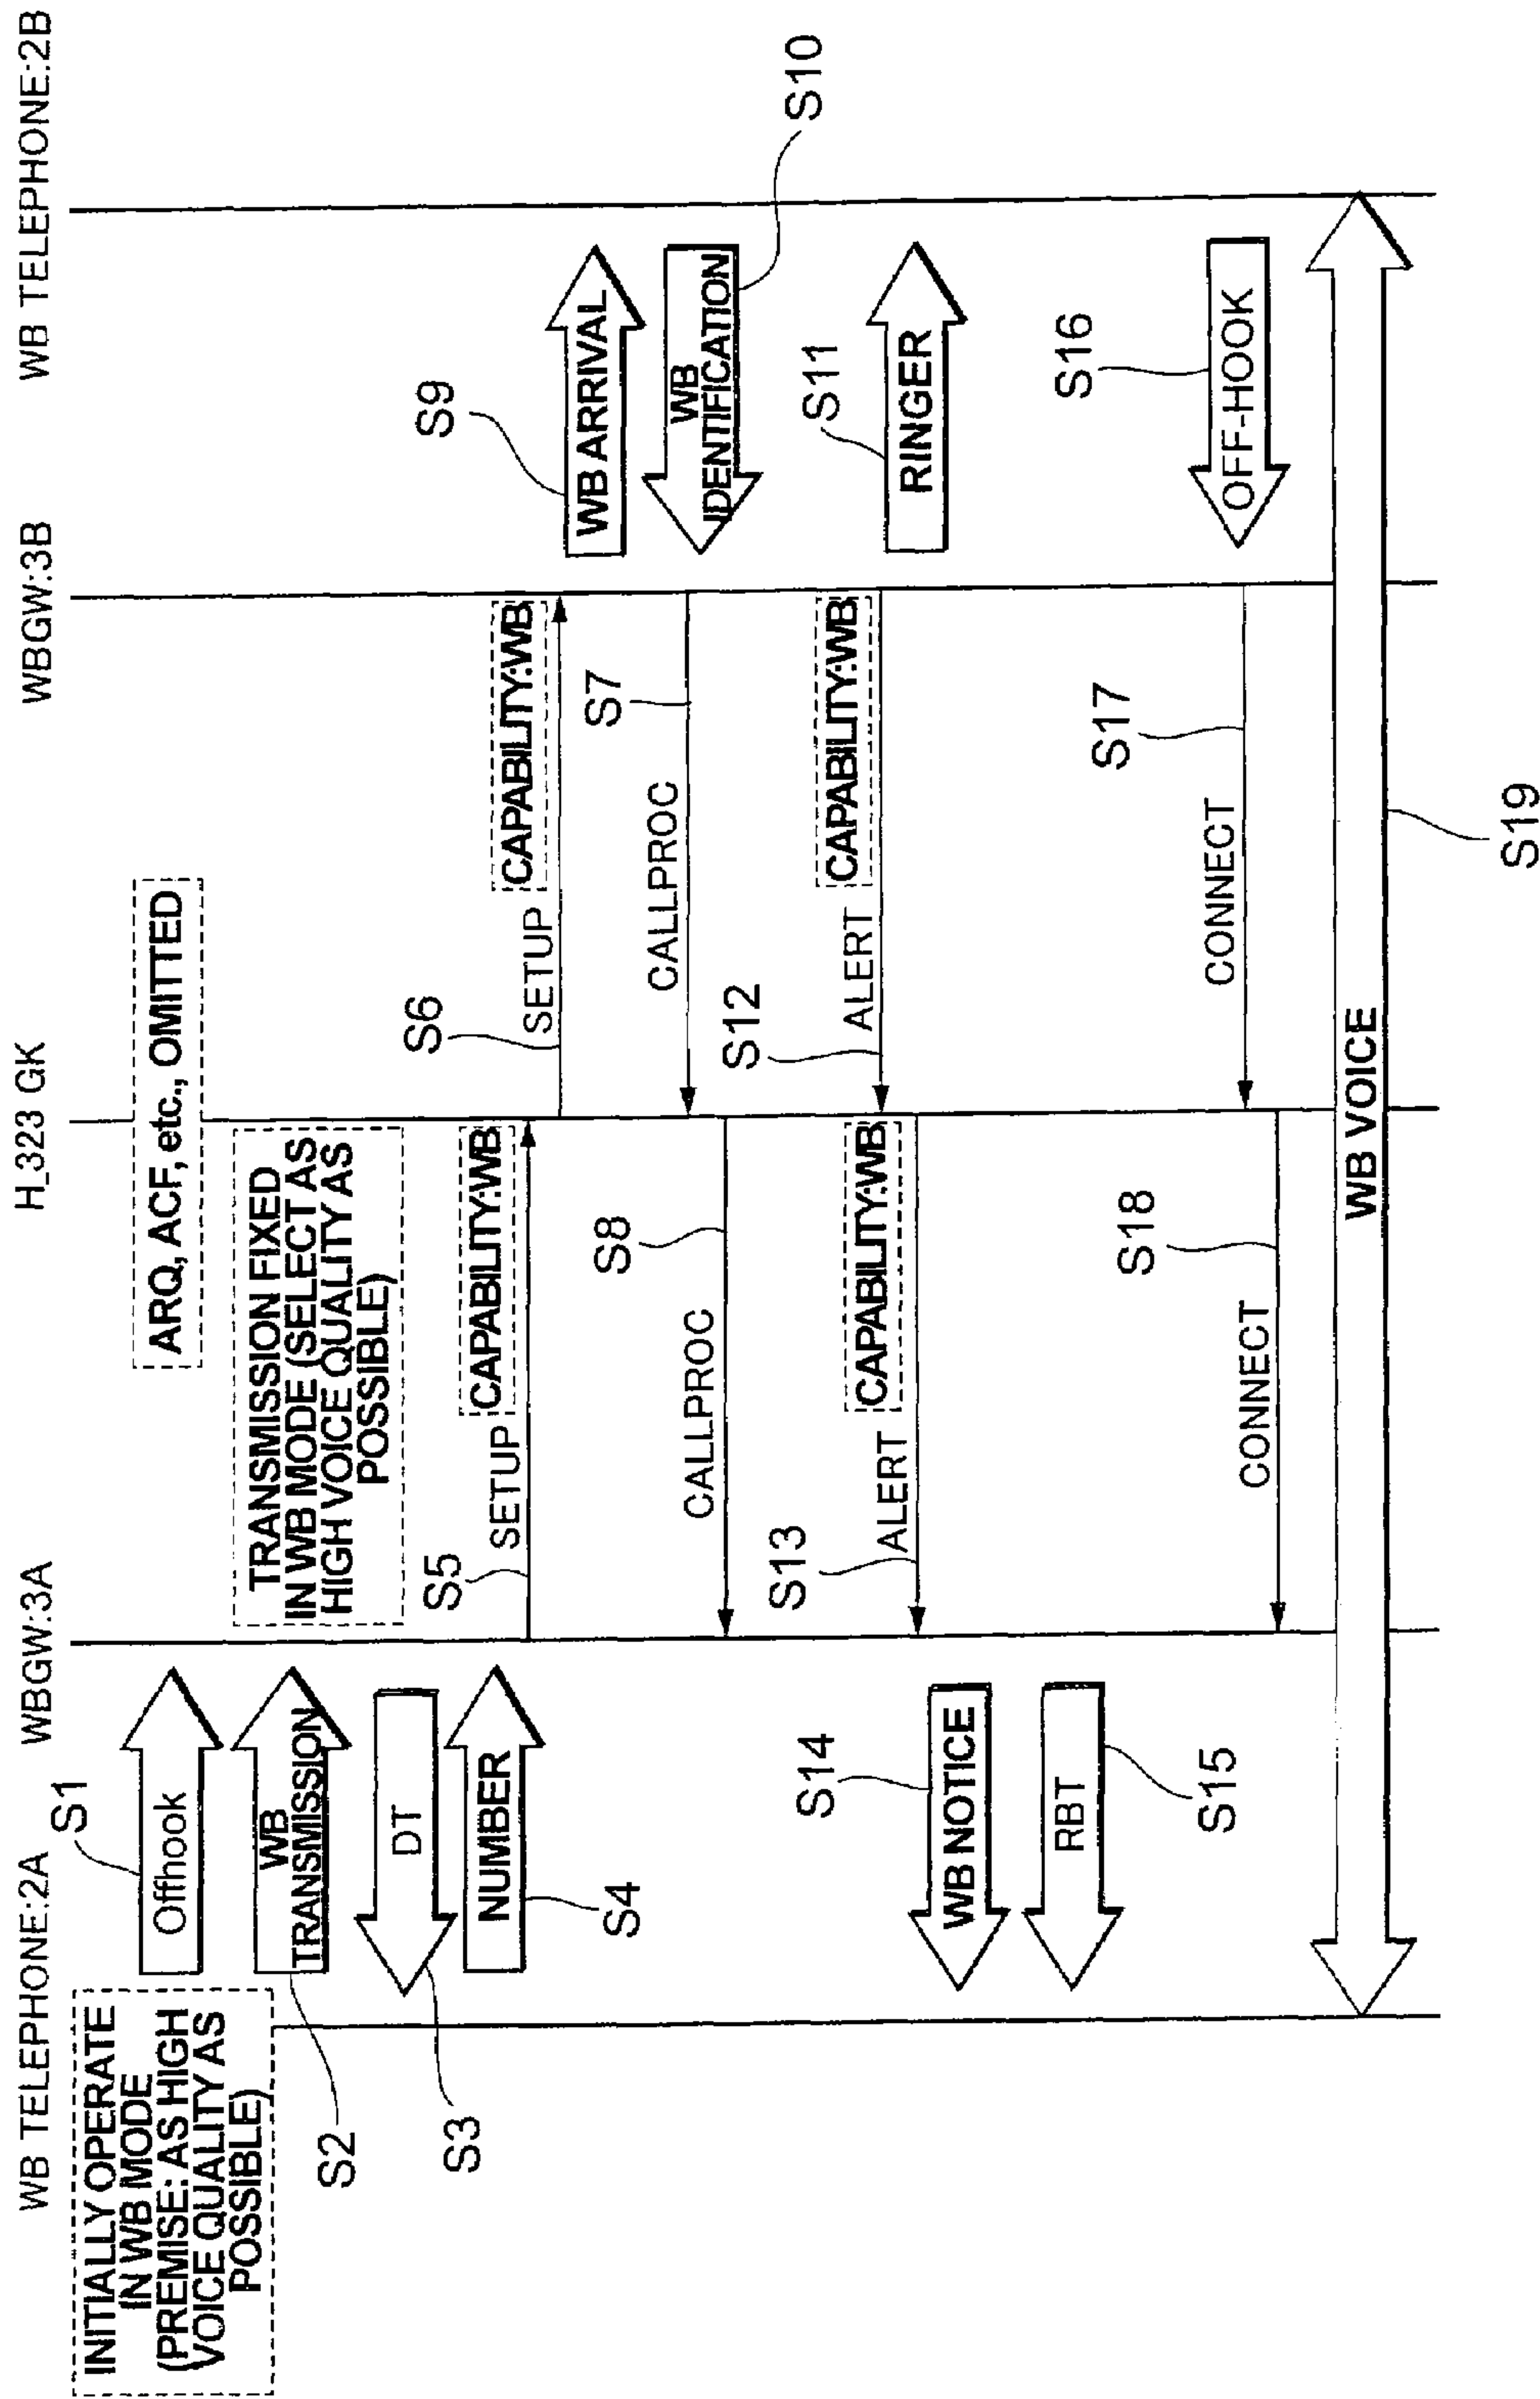 WB TELEPHONE:2A
WBGW:3A
H_323 GK
WBGW:3B
WB TELEPHONE:2B
INITIALLY OPERATE
IN WB MODE
(PREMISE: AS HIGH
VOICE QUALITY AS
POSSIBLE)
S1
Offhook
ARQ, ACF, etc., OMITTED
S2
WB
TRANSMISSION
TRANSMISSION FIXED
IN WB MODE (SELECT AS
HIGH VOICE QUALITY AS
POSSIBLE)
S3
DT
S4
NUMBER
S5
SETUP
CAPABILITY:WB
S6
SETUP
CAPABILITY:WB
S9
WB ARRIVAL
S7
CALLPROC
WB
IDENTIFICATION
S10
S8
CALLPROC
S11
RINGER
S12
ALERT
CAPABILITY:WB
S13
ALERT
CAPABILITY:WB
S14
WB NOTICE
RBT
S15
S16
OFF-HOOK
S17
CONNECT
S18
CONNECT
WB VOICE
S19